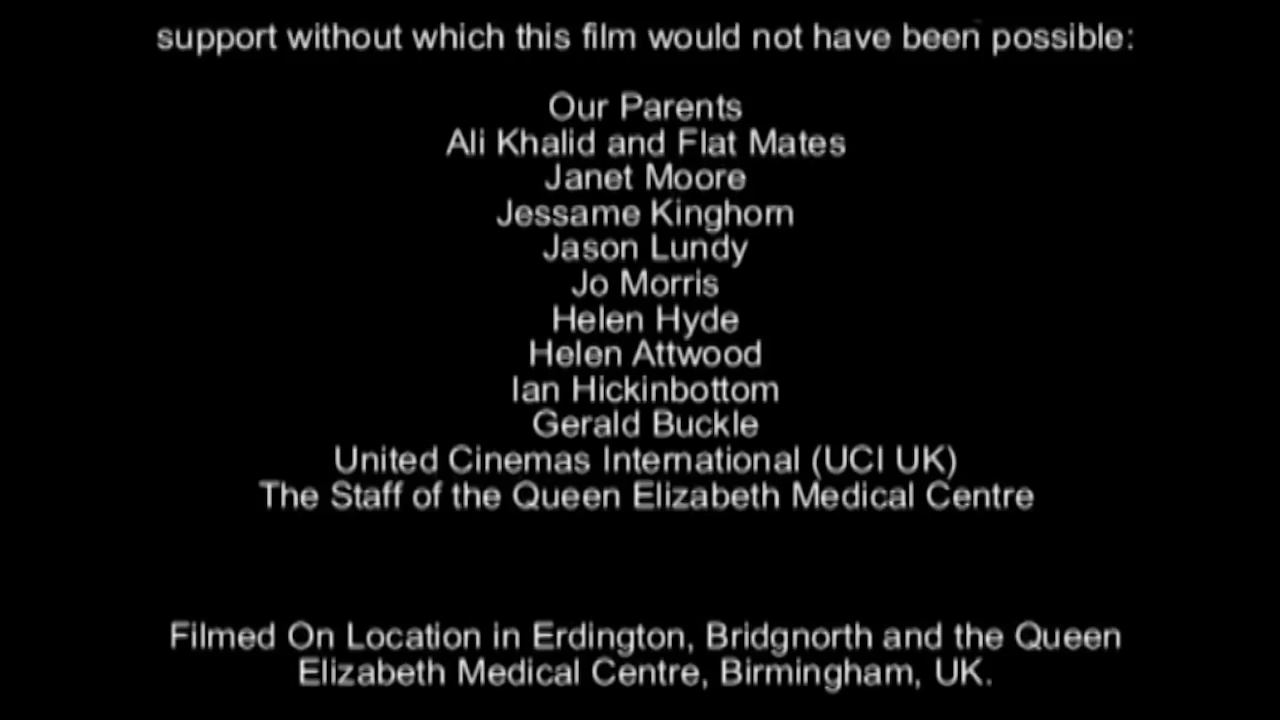 support without which this film would not have been possible:
Our Parents
Ali Khalid and Flat Mates
Janet Moore
Jessame Kinghorn
Jason Lundy
Jo Morris
Helen Hyde
Helen Attwood
Ian Hickinbottom
Gerald Buckle
United Cinemas International (UCI UK)
The Staff of the Queen Elizabeth Medical Centre
Filmed On Location in Erdington, Bridgnorth and the Queen
Elizabeth Medical Centre, Birmingham, UK.